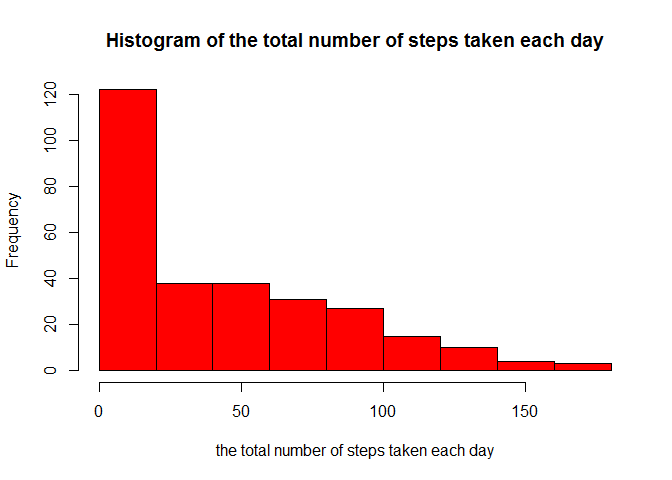 Histogram of the total number of steps taken each day
Frequency
120
100
80
60
40
20
0
0 50 100 150
the total number of steps taken each day